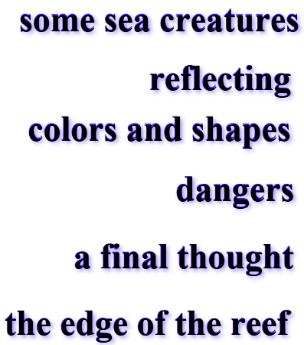 some sea creatures
reflecting
colors and shapes
dangers
a final thought
the edge of the reef